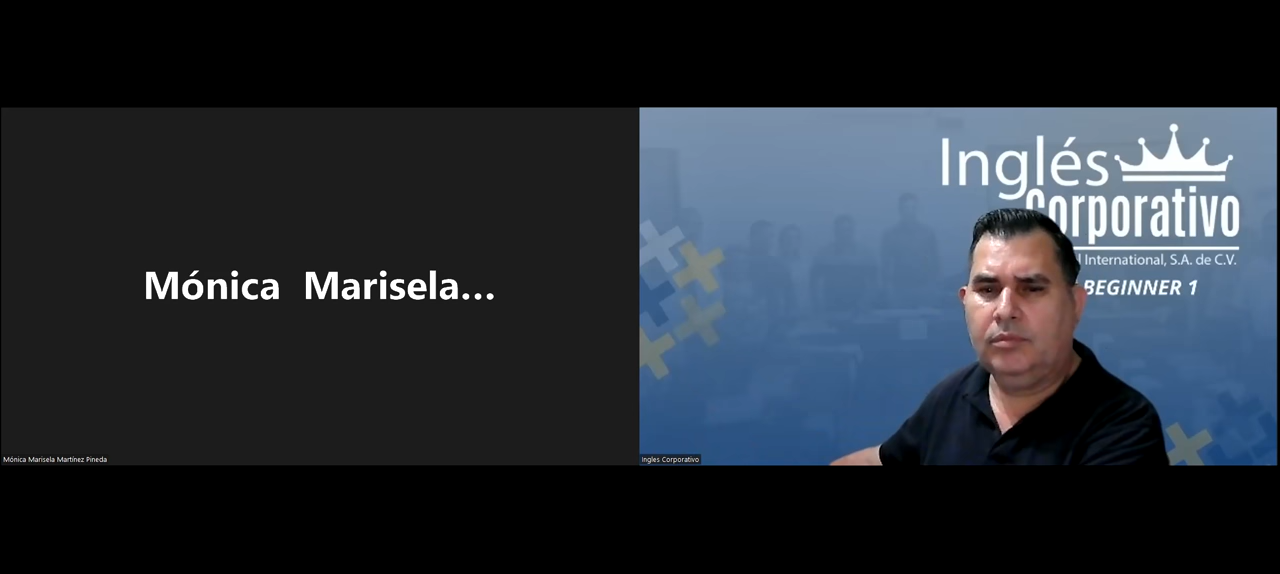 Mónica Marisela...
Mónica Marisela Martínez Pineda
Inglés
Corporativo
l International, S.A. de C.V.
BEGINNER 1
Ingles Corporativo